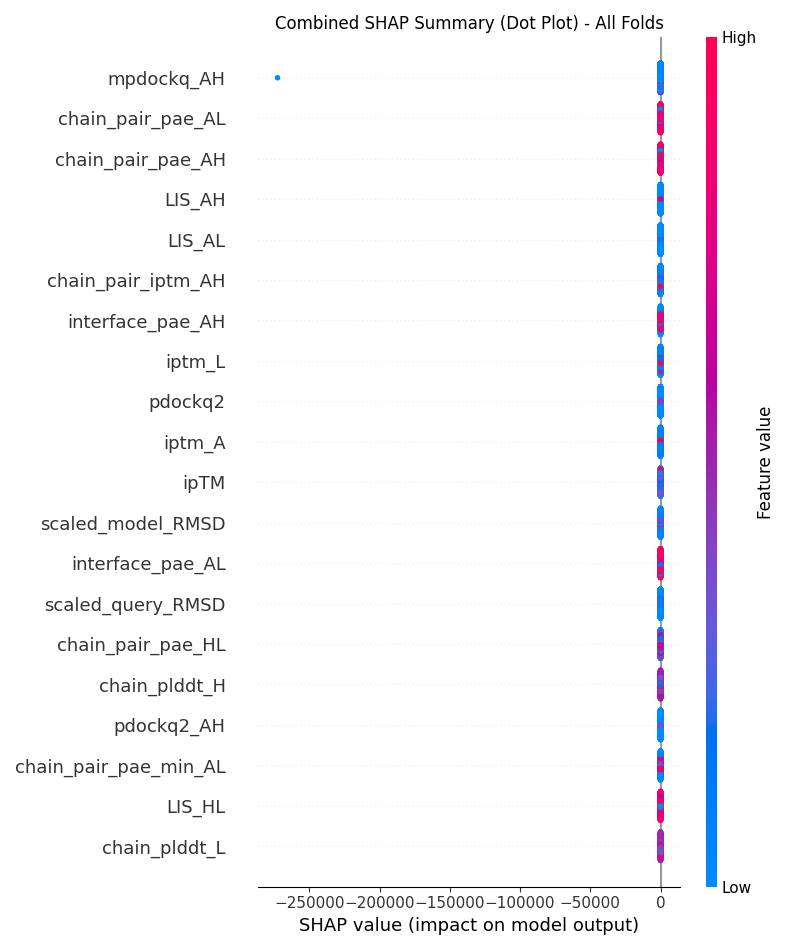 Combined SHAP Summary (Dot Plot) - All Folds
High
mpdockq_AH
chain_pair_pae_AL
chain_pair_pae_AH
LIS_AH
LIS_AL
chain_pair_iptm_AH
interface_pae_AH
iptm_L
pdockq2
iptm_A
ipTM
scaled_model_RMSD
interface_pae_AL
scaled_query_RMSD
chain_pair_pae_HL
chain_plddt_H
pdockq2_AH
chain_pair_pae_min_AL
LIS_HL
chain_plddt_L
Feature value
Low
−250000 −200000 −150000 −100000 −50000 0
SHAP value (impact on model output)